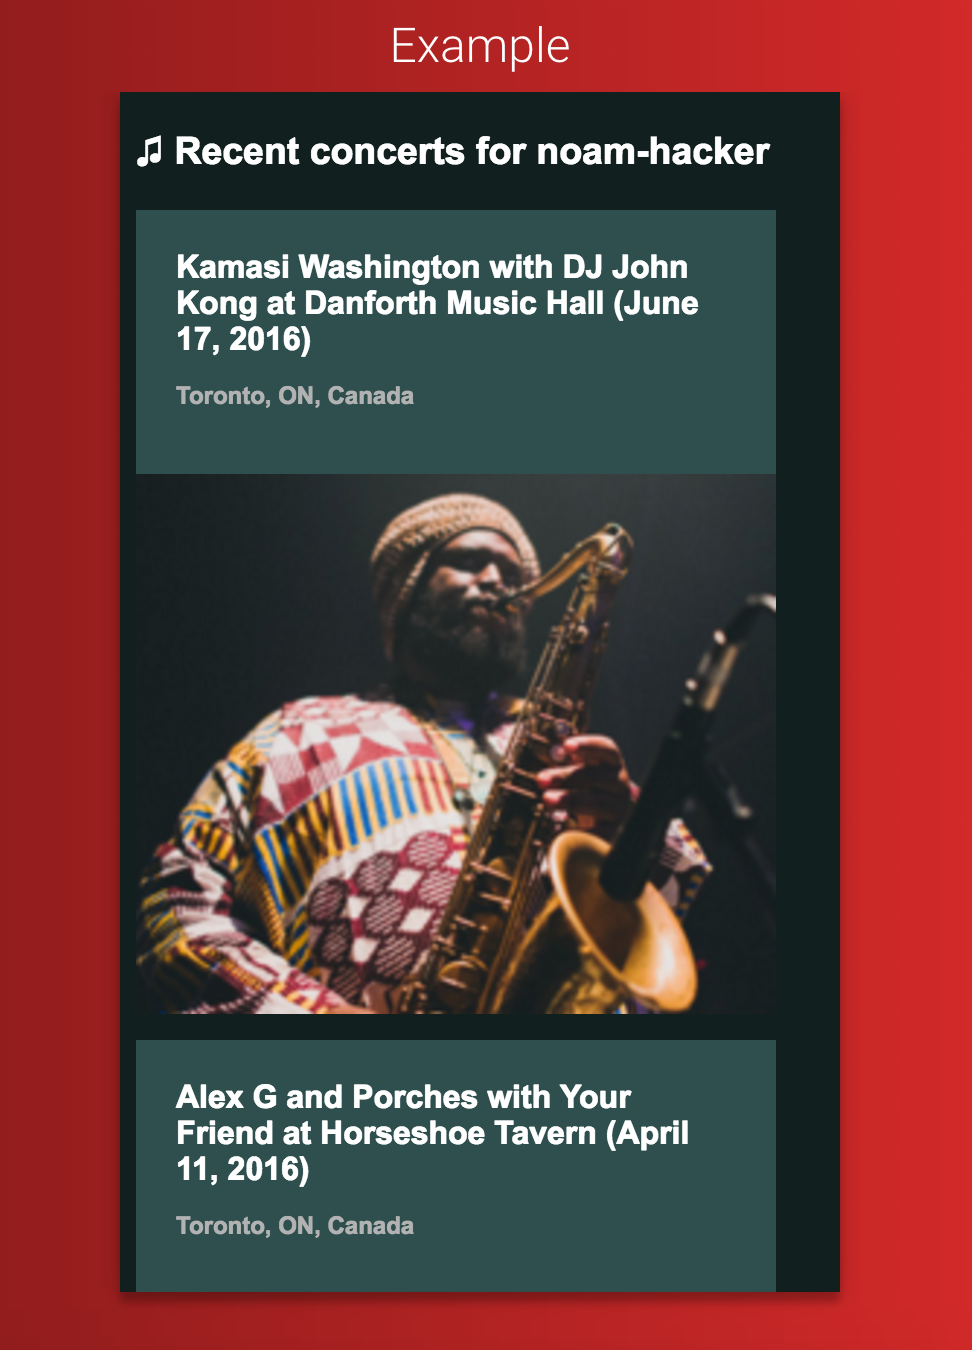 Example
♫ Recent concerts for noam-hacker
Kamasi Washington with DJ John
Kong at Danforth Music Hall (June
17, 2016)
Toronto, ON, Canada
Alex G and Porches with Your
Friend at Horseshoe Tavern (April
11, 2016)
Toronto, ON, Canada